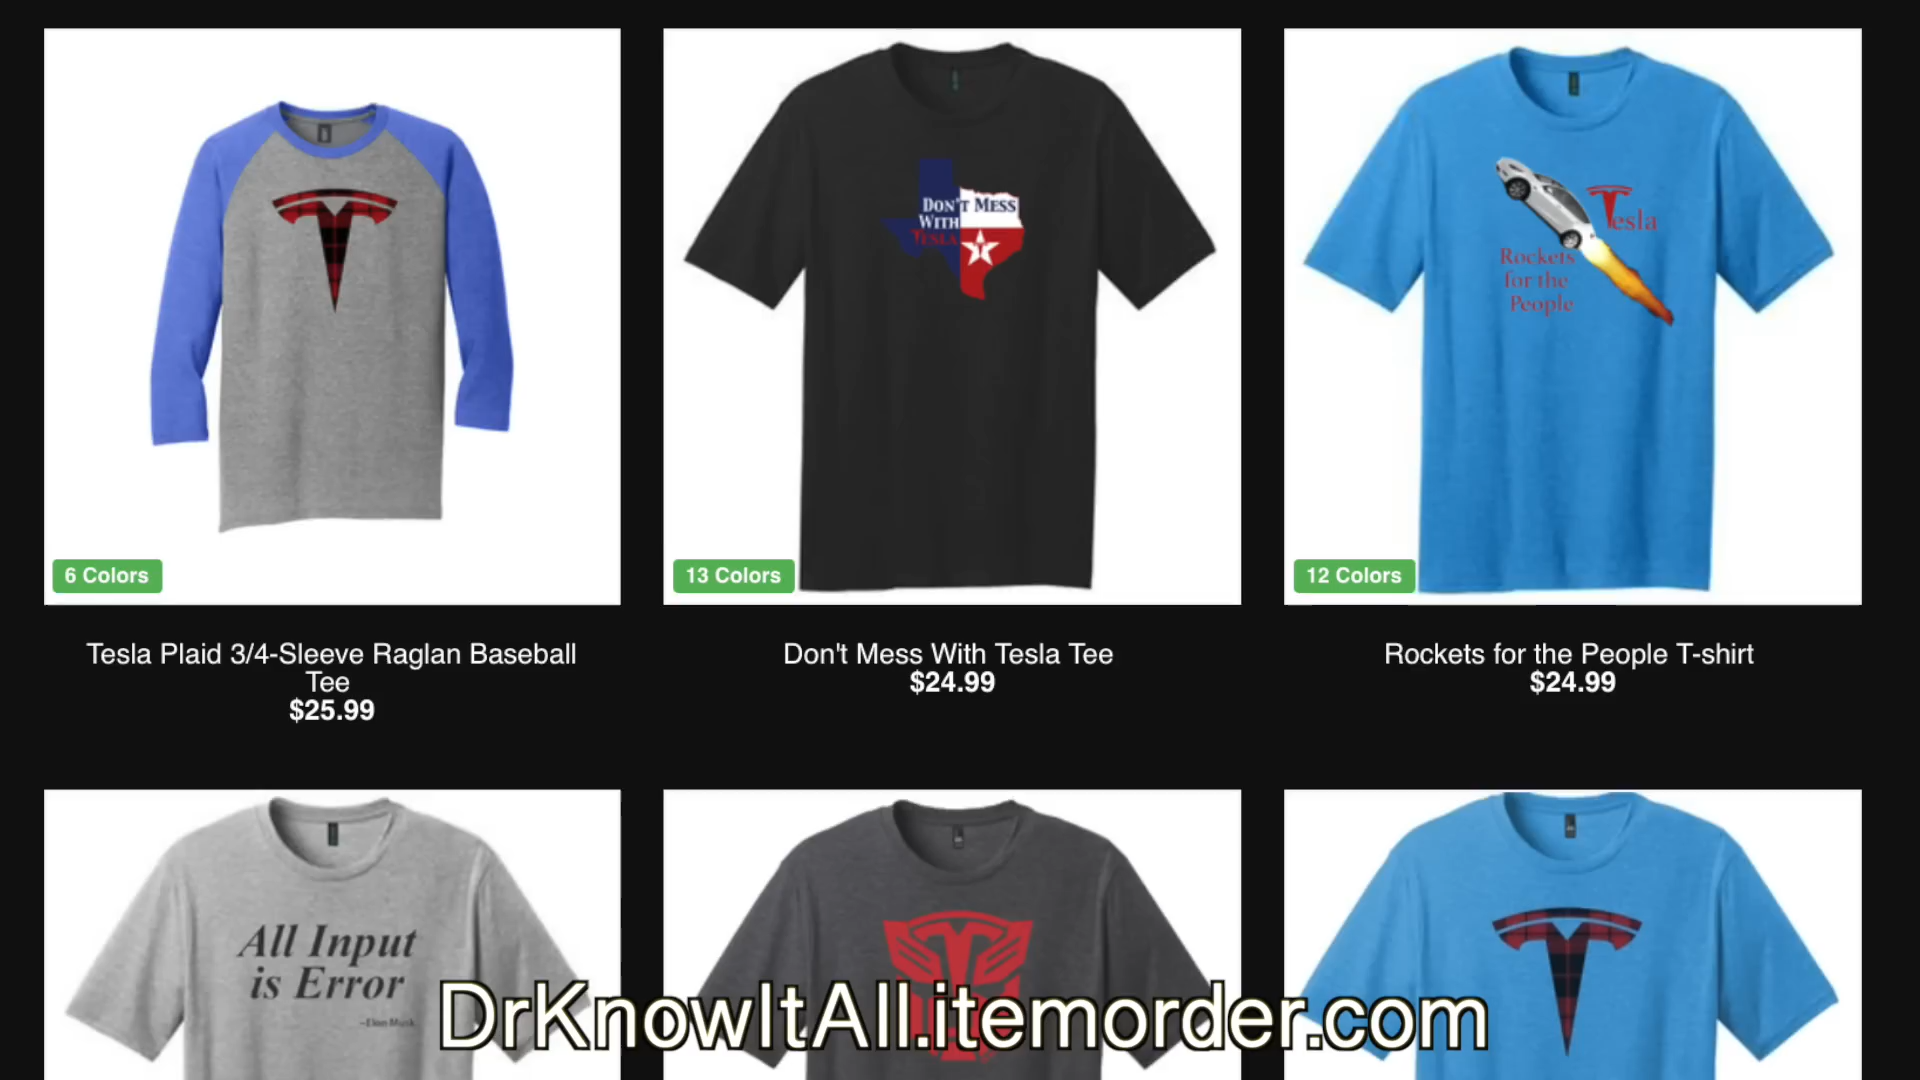 DON'T MESS
WITH
TESLA
Tesla
Rockets
for the
People
6 Colors
13 Colors
12 Colors
Tesla Plaid 3/4-Sleeve Raglan Baseball
Tee
$25.99
Don't Mess With Tesla Tee
$24.99
Rockets for the People T-shirt
$24.99
All Input
is Error
~Elon Musk
DrKnowItAll.itemorder.com